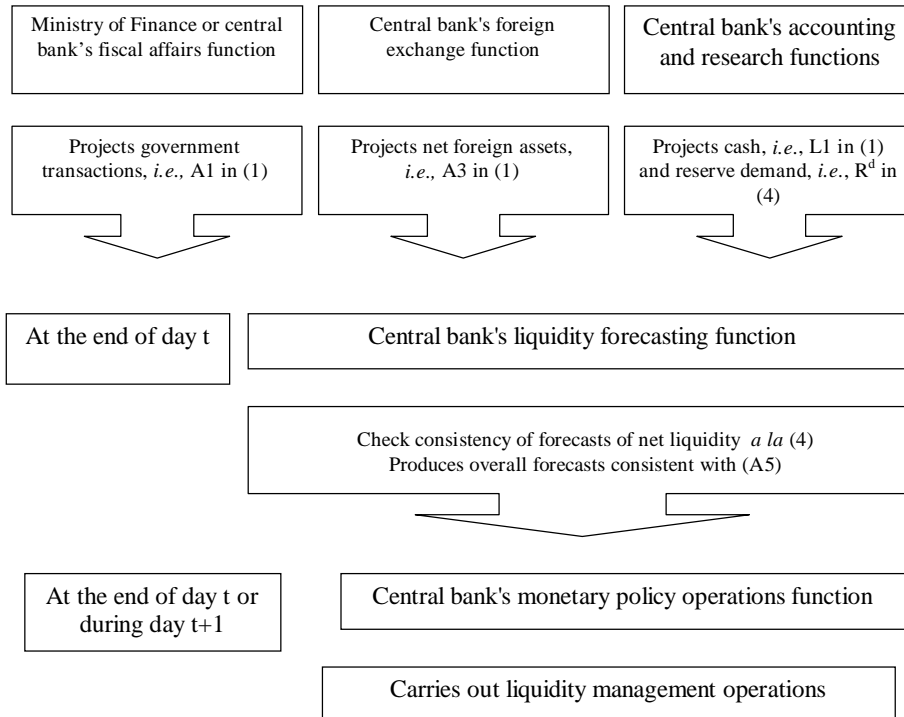 Ministry of Finance or central
bank’s fiscal affairs function
Central bank's foreign
exchange function
Central bank's accounting
and research functions
Projects government
transactions, i.e., A1 in (1)
Projects net foreign assets,
i.e., A3 in (1)
Projects cash, i.e., L1 in (1)
and reserve demand, i.e., Rᵈ in
(4)
At the end of day t
Central bank's liquidity forecasting function
Check consistency of forecasts of net liquidity a la (4)
Produces overall forecasts consistent with (A5)
At the end of day t or
during day t+1
Central bank's monetary policy operations function
Carries out liquidity management operations